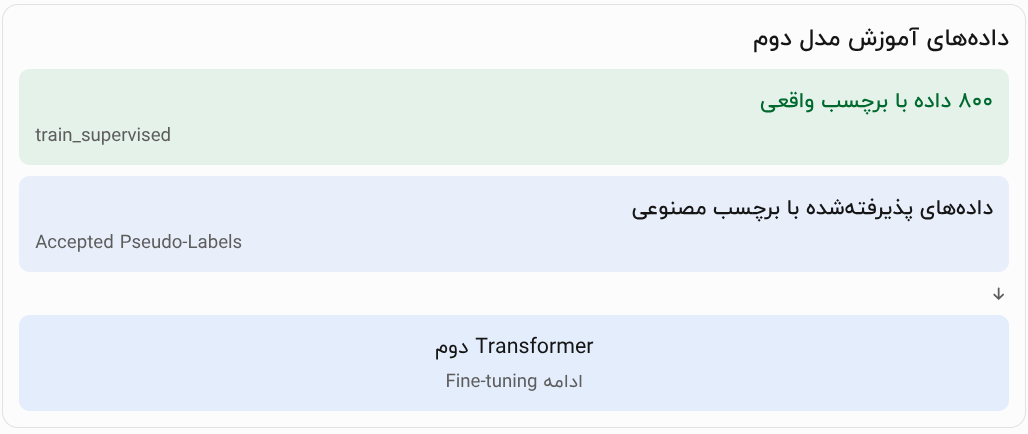 داده‌های آموزش مدل دوم
۸۰۰ داده با برچسب واقعی
train_supervised
داده‌های پذیرفته‌شده با برچسب مصنوعی
Accepted Pseudo-Labels
↓
Transformer دوم
ادامه Fine-tuning